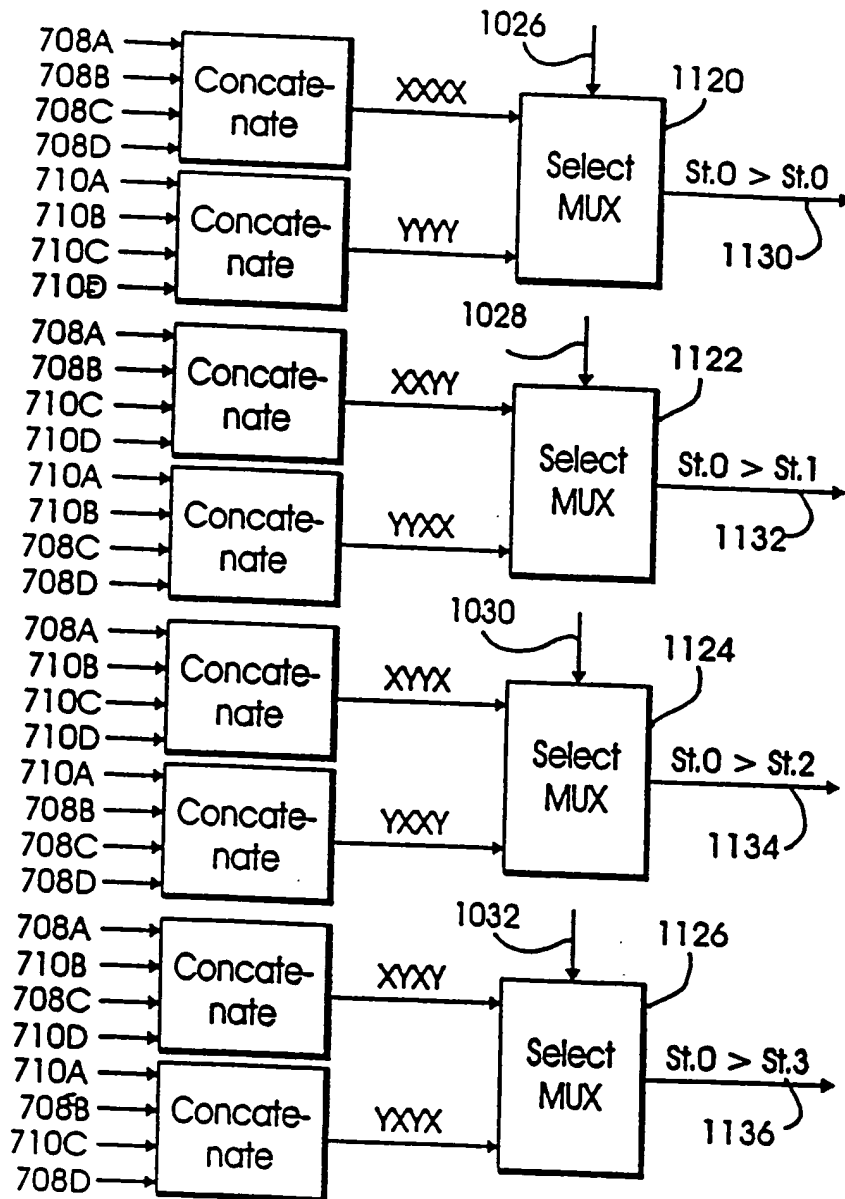 708A
708B
708C
708D
Concate-
nate
XXXX
710A
710B
710C
710D
Concate-
nate
YYYY
1026
Select
MUX
1120
St.0 > St.0
1130
708A
708B
710C
710D
Concate-
nate
XXYY
710A
710B
708C
708D
Concate-
nate
YYXX
1028
Select
MUX
1122
St.0 > St.1
1132
708A
710B
710C
710D
Concate-
nate
XYYX
710A
708B
708C
708D
Concate-
nate
YXXY
1030
Select
MUX
1124
St.0 > St.2
1134
708A
710B
708C
710D
Concate-
nate
XYXY
710A
708B
710C
708D
Concate-
nate
YXYX
1032
Select
MUX
1126
St.0 > St.3
1136